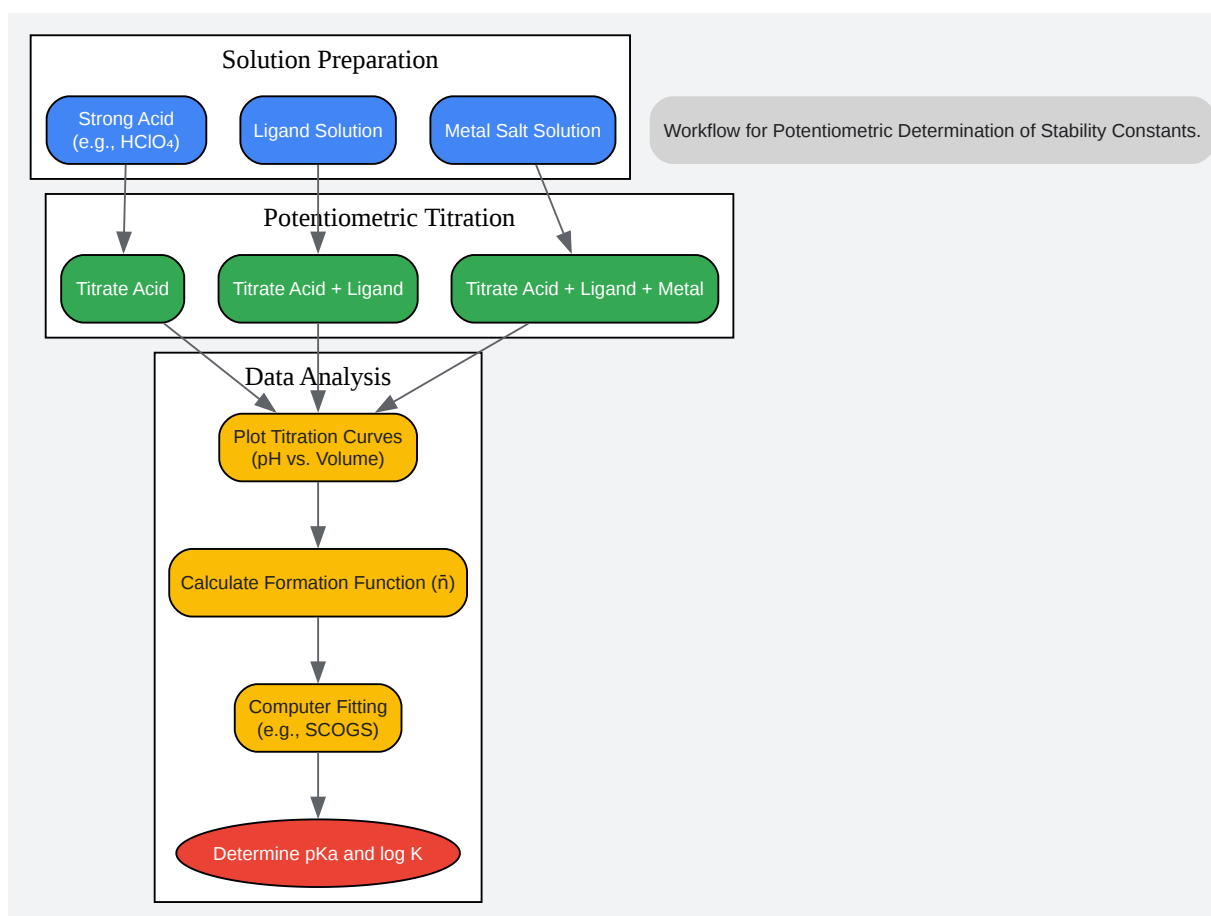 Solution Preparation
Strong Acid
(e.g., HClO₄)
Ligand Solution
Metal Salt Solution
Workflow for Potentiometric Determination of Stability Constants.
Potentiometric Titration
Titrate Acid
Titrate Acid + Ligand
Titrate Acid + Ligand + Metal
Data Analysis
Plot Titration Curves
(pH vs. Volume)
Calculate Formation Function (n̄)
Computer Fitting
(e.g., SCOGS)
Determine pKa and log K